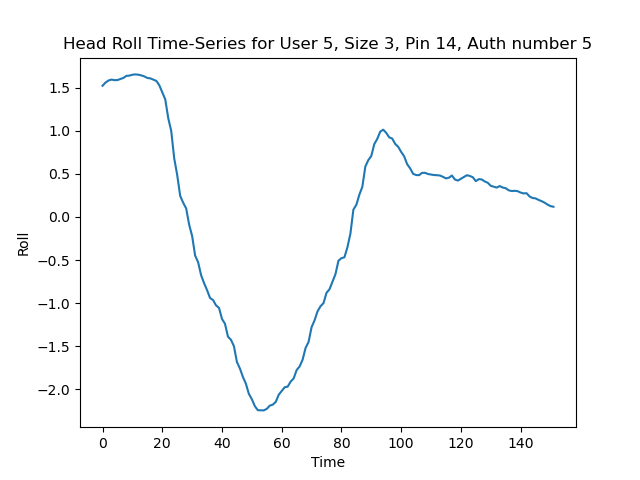 Head Roll Time-Series for User 5, Size 3, Pin 14, Auth number 5
1.5
1.0
0.5
0.0
−0.5
−1.0
−1.5
−2.0
Roll
0 20 40 60 80 100 120 140
Time